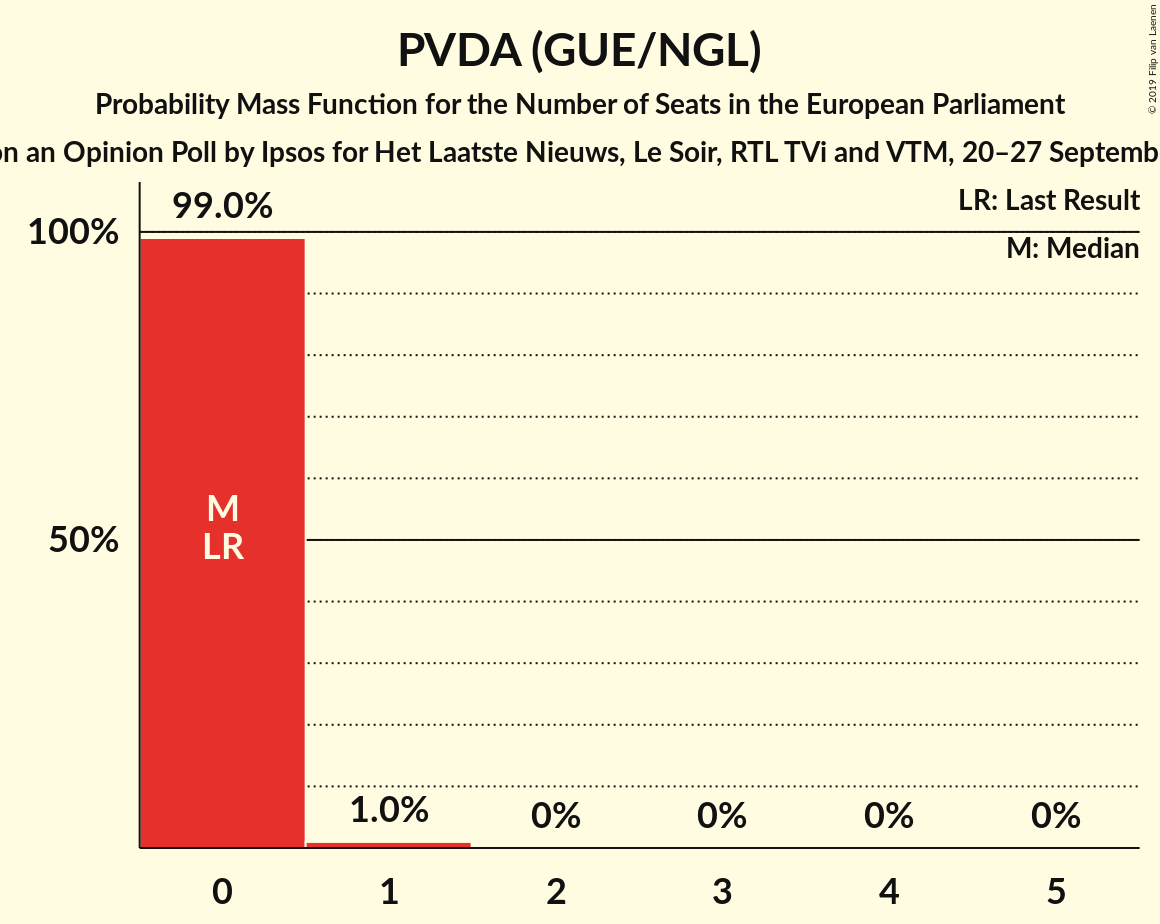 PVDA (GUE/NGL)
Probability Mass Function for the Number of Seats in the European Parliament
an Opinion Poll by Ipsos for Het Laatste Nieuws, Le Soir, RTL TVi and VTM, 20–27
© 2019 Filip van Laenen
LR: Last Result
M: Median
99.0%
100%
M
LR
50%
1.0%
0%
0%
0%
0%
0
1
2
3
4
5